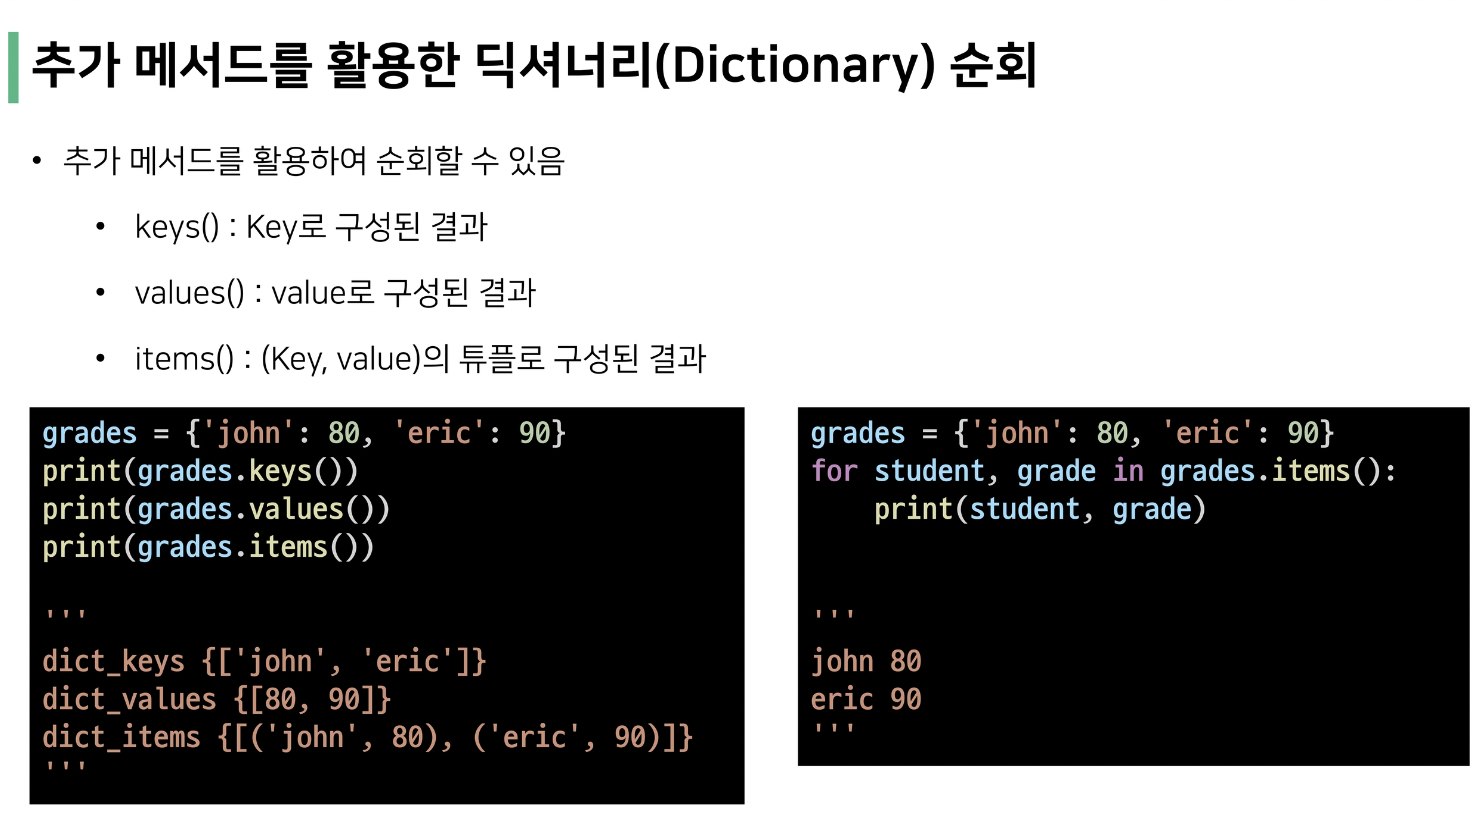 추가 메서드를 활용한 딕셔너리(Dictionary) 순회
• 추가 메서드를 활용하여 순회할 수 있음
• keys() : Key로 구성된 결과
• values() : value로 구성된 결과
• items() : (Key, value)의 튜플로 구성된 결과
grades = {'john': 80, 'eric': 90}
print(grades.keys())
print(grades.values())
print(grades.items())
'''
dict_keys {['john', 'eric']}
dict_values {[80, 90]}
dict_items {[('john', 80), ('eric', 90)]}
'''
grades = {'john': 80, 'eric': 90}
for student, grade in grades.items():
    print(student, grade)
'''
john 80
eric 90
'''